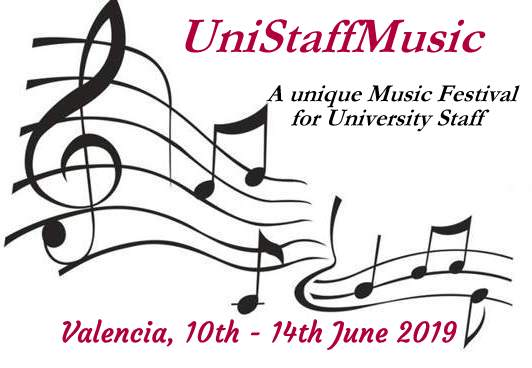 UniStaffMusic
A unique Music Festival
for University Staff
Valencia, 10th - 14th June 2019